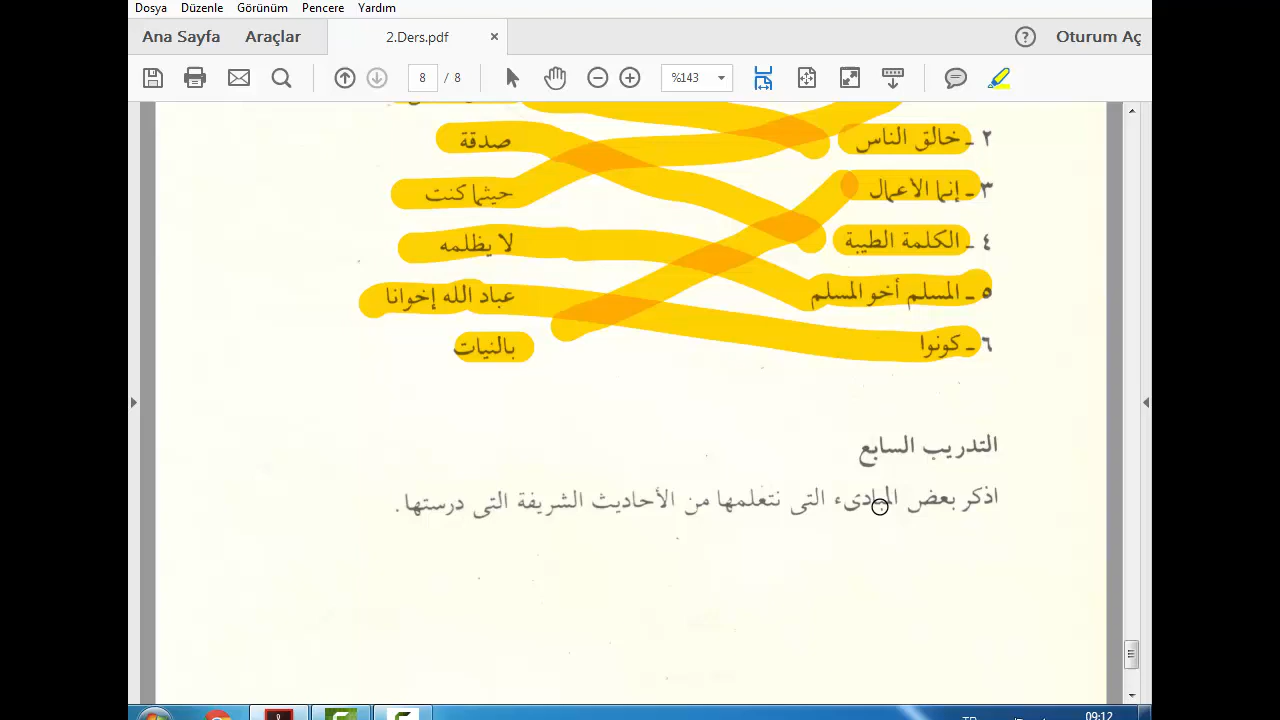 Dosya Düzenle Görünüm Pencere Yardım
Ana Sayfa Araçlar 2.Ders.pdf × ? Oturum Aç
8 / 8 %143
٢ ـ خالق الناس صدقة
٣ ـ إنما الاعمال حيثما كنت
٤ ـ الكلمة الطيبة لا يظلمه
٥ ـ المسلم أخو المسلم عباد الله إخوانا
٦ ـ كونوا بالنيات
التدريب السابع
اذكر بعض المبادىء التى نتعلمها من الأحاديث الشريفة التى درستها.
TR 09:12